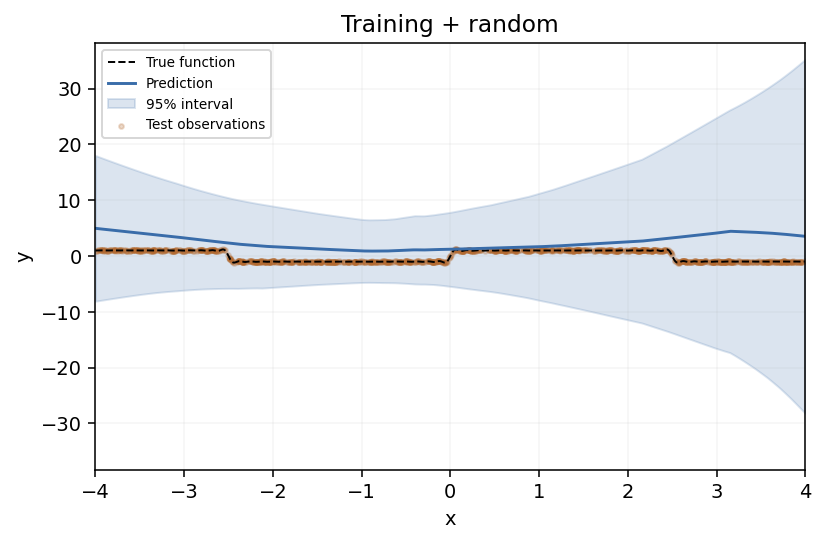 Training + random
True function
Prediction
95% interval
Test observations
30
20
10
0
−10
−20
−30
y
−4 −3 −2 −1 0 1 2 3 4
x